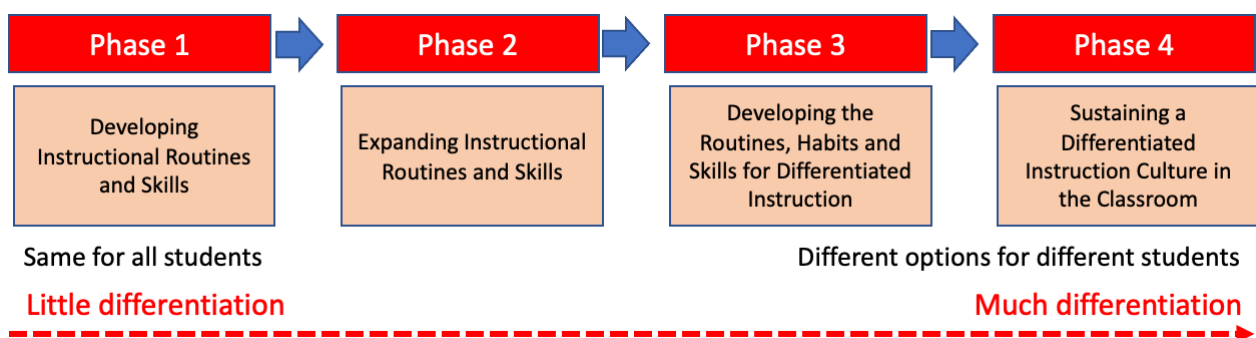 Phase 1
Phase 2
Phase 3
Phase 4
Developing
Instructional Routines
and Skills
Expanding Instructional
Routines and Skills
Developing the
Routines, Habits and
Skills for Differentiated
Instruction
Sustaining a
Differentiated
Instruction Culture in
the Classroom
Same for all students
Different options for different students
Little differentiation
Much differentiation